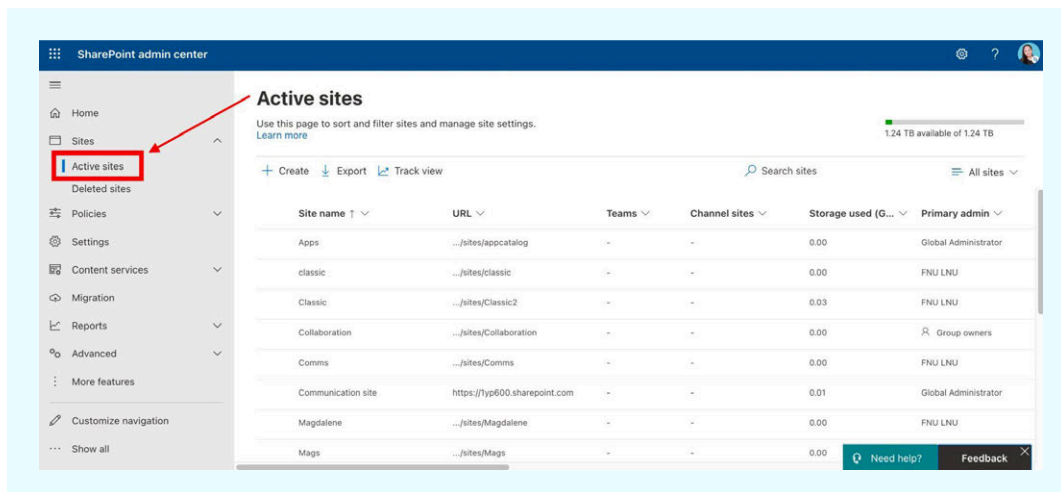 SharePoint admin center
?
Home
Sites
Active sites
Deleted sites
Policies
Settings
Content services
Migration
Reports
Advanced
More features
Customize navigation
Show all
Active sites
Use this page to sort and filter sites and manage site settings.
Learn more
1.24 TB available of 1.24 TB
+ Create Export Track view Search sites All sites
Site name ↑ URL Teams Channel sites Storage used (G... Primary admin
Apps .../sites/appcatalog - - 0.00 Global Administrator
classic .../sites/classic - - 0.00 FNU LNU
Classic .../sites/Classic2 - - 0.03 FNU LNU
Collaboration .../sites/Collaboration - - 0.00 Group owners
Comms .../sites/Comms - - 0.00 FNU LNU
Communication site https://1yp600.sharepoint.com - - 0.01 Global Administrator
Magdalene .../sites/Magdalene - - 0.00 FNU LNU
Mags .../sites/Mags - - 0.00
Need help? Feedback